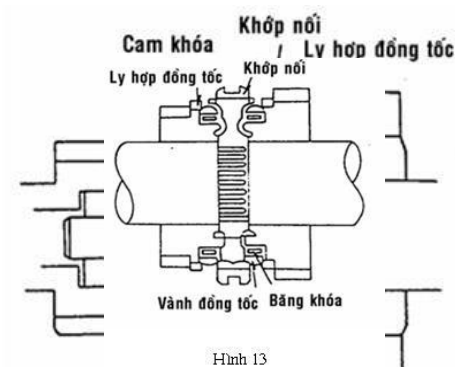 Khớp nối
Cam khóa
Ly hợp đồng tốc
Ly hợp đồng tốc
Khớp nối
Vành đồng tốc
Băng khóa
Hình 13